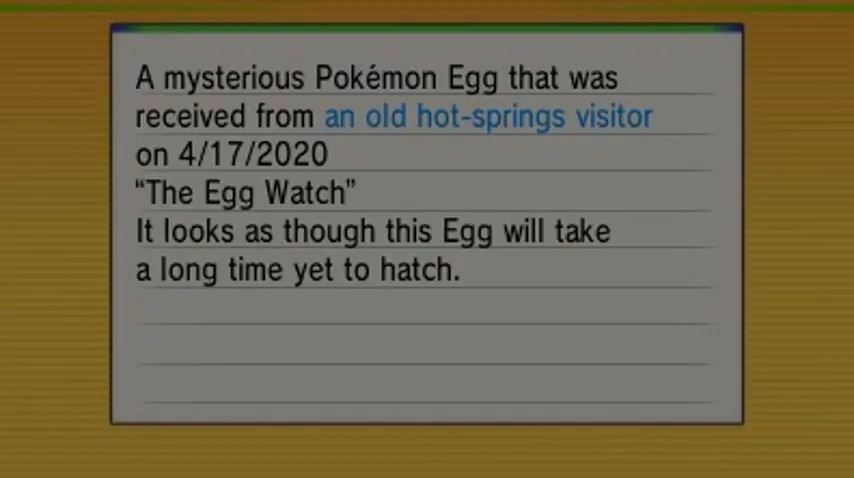 A mysterious Pokémon Egg that was
received from an old hot-springs visitor
on 4/17/2020
“The Egg Watch”
It looks as though this Egg will take
a long time yet to hatch.